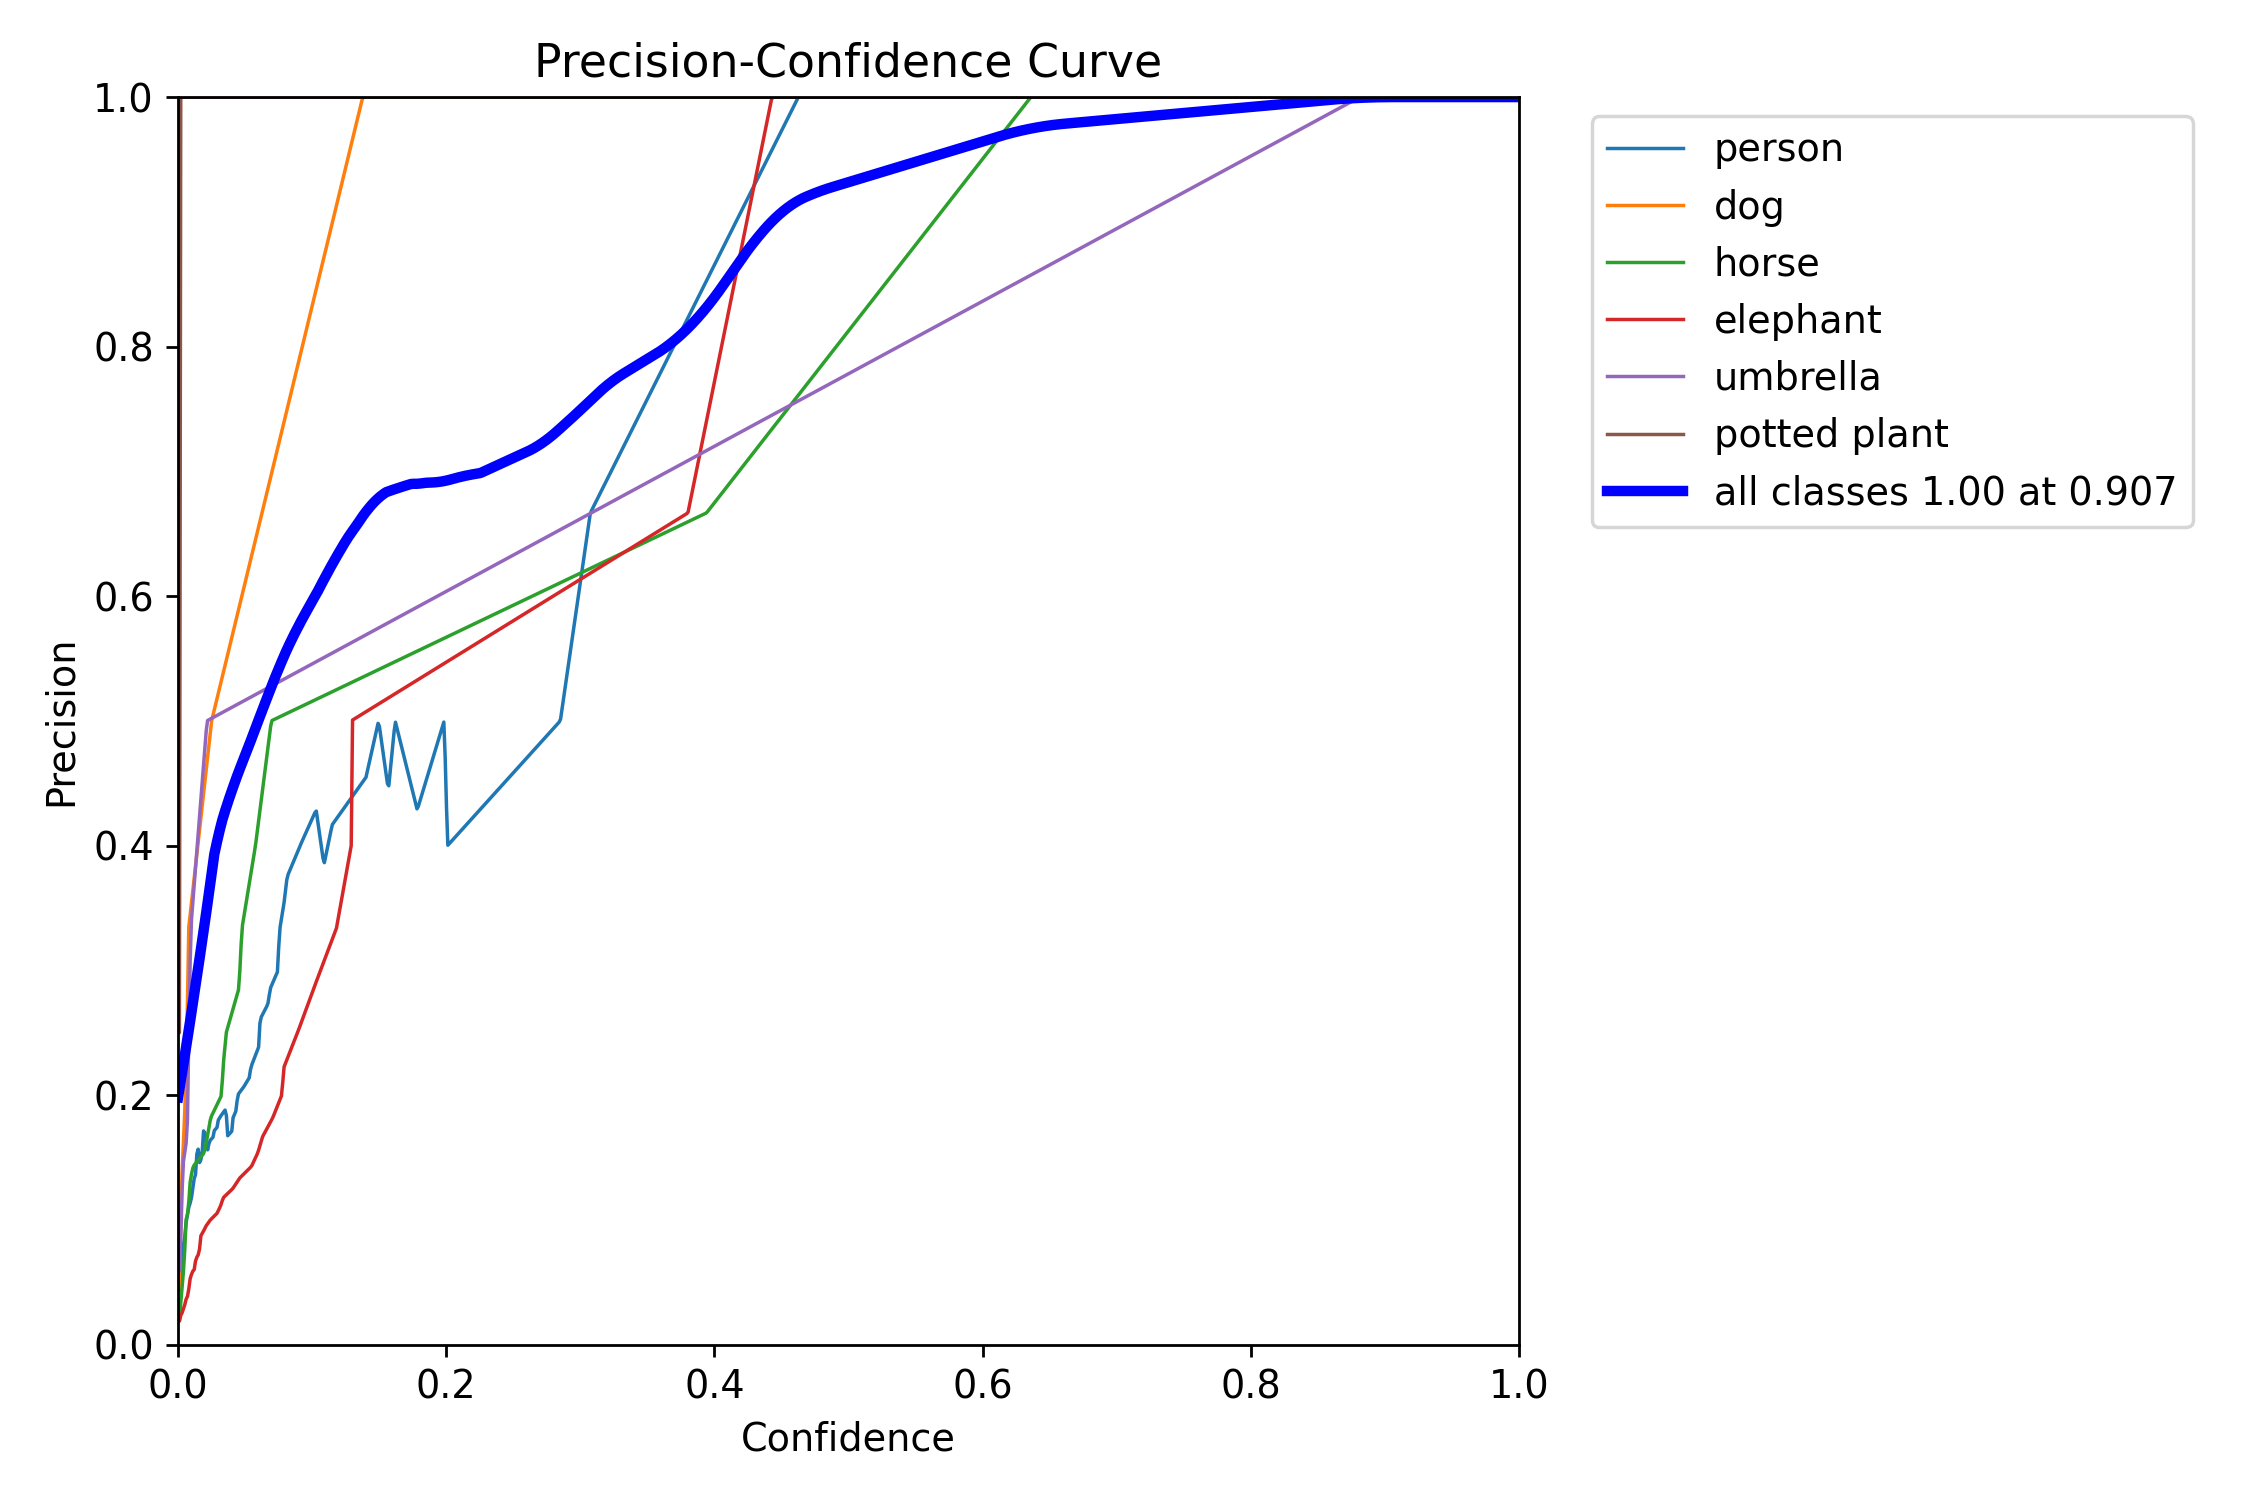 Precision-Confidence Curve
1.0
0.8
0.6
0.4
0.2
0.0
Precision
0.0 0.2 0.4 0.6 0.8 1.0
Confidence
person
dog
horse
elephant
umbrella
potted plant
all classes 1.00 at 0.907